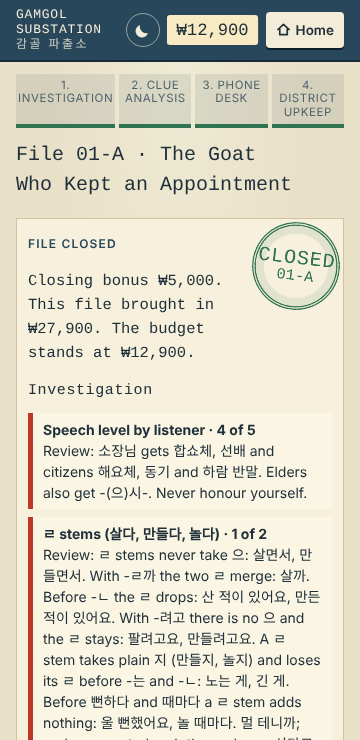 GAMGOL
SUBSTATION
감골 파출소
₩12,900
Home
1.
INVESTIGATION
2. CLUE
ANALYSIS
3. PHONE
DESK
4.
DISTRICT
UPKEEP
File 01-A · The Goat
Who Kept an Appointment
FILE CLOSED
CLOSED
01-A
Closing bonus ₩5,000.
This file brought in
₩27,900. The budget
stands at ₩12,900.
Investigation
Speech level by listener · 4 of 5
Review: 소장님 gets 합쇼체, 선배 and
citizens 해요체, 동기 and 하람 반말. Elders
also get -(으)시-. Never honour yourself.
ㄹ stems (살다, 만들다, 놀다) · 1 of 2
Review: ㄹ stems never take 으: 살면서, 만
들면서. With -ㄹ까 the two ㄹ merge: 살까.
Before -ㄴ the ㄹ drops: 산 적이 있어요, 만든
적이 있어요. With -려고 there is no 으 and
the ㄹ stays: 팔려고요, 만들려고요. A ㄹ
stem takes plain 지 (만들지, 놀지) and loses
its ㄹ before -는 and -ㄴ: 노는 게, 긴 게.
Before 뻔하다 and 때마다 a ㄹ stem adds
nothing: 울 뻔했어요, 놀 때마다. 멀 테니까;